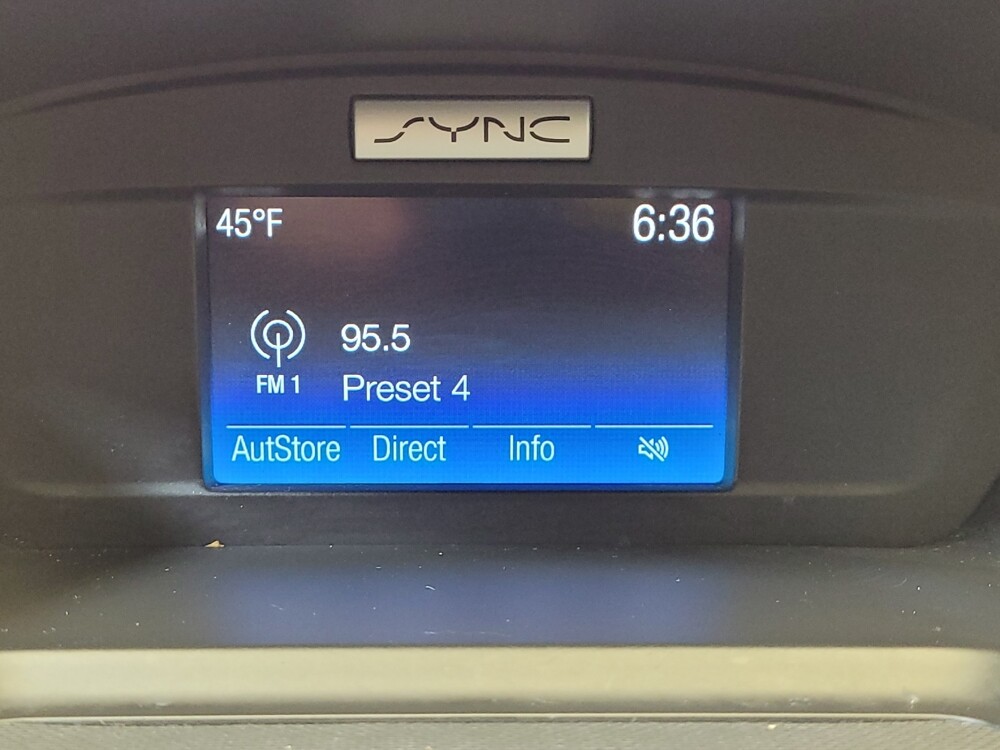 SYNC
45°F 6:36
95.5
FM 1 Preset 4
AutStore Direct Info